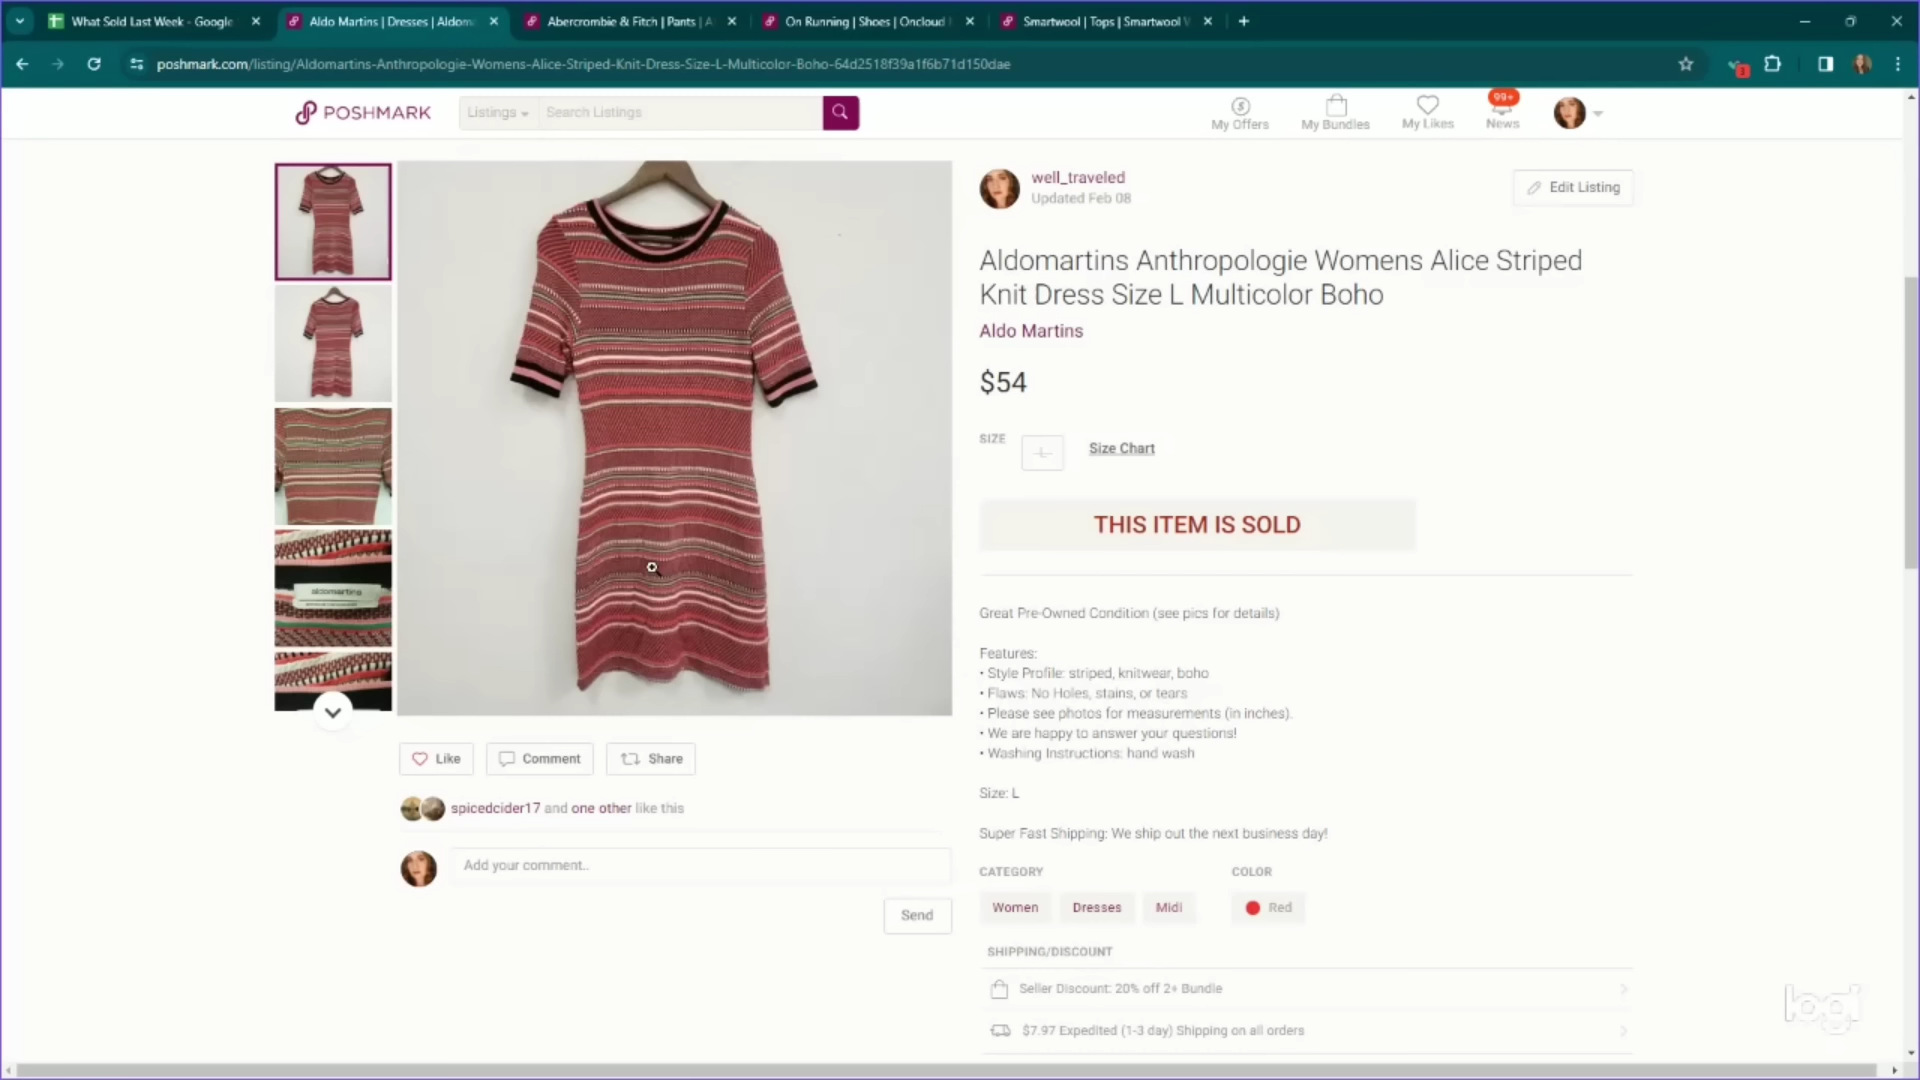 What Sold Last Week - Google
Aldo Martins | Dresses | Aldom
Abercrombie & Fitch | Pants | A
On Running | Shoes | Oncloud
Smartwool | Tops | Smartwool W
poshmark.com/listing/Aldomartins-Anthropologie-Womens-Alice-Striped-Knit-Dress-Size-L-Multicolor-Boho-64d2518f39a1f6b71d150dae
POSHMARK
Listings
Search Listings
My Offers
My Bundles
My Likes
99+
News
well_traveled
Updated Feb 08
Edit Listing
Aldomartins Anthropologie Womens Alice Striped
Knit Dress Size L Multicolor Boho
Aldo Martins
$54
SIZE
L
Size Chart
THIS ITEM IS SOLD
Great Pre-Owned Condition (see pics for details)
Features:
• Style Profile: striped, knitwear, boho
• Flaws: No Holes, stains, or tears
• Please see photos for measurements (in inches).
• We are happy to answer your questions!
• Washing Instructions: hand wash
Size: L
Super Fast Shipping: We ship out the next business day!
CATEGORY
COLOR
Women
Dresses
Midi
Red
SHIPPING/DISCOUNT
Seller Discount: 20% off 2+ Bundle
$7.97 Expedited (1-3 day) Shipping on all orders
aldomartins
Like
Comment
Share
spicedcider17 and one other like this
Add your comment..
Send
logi